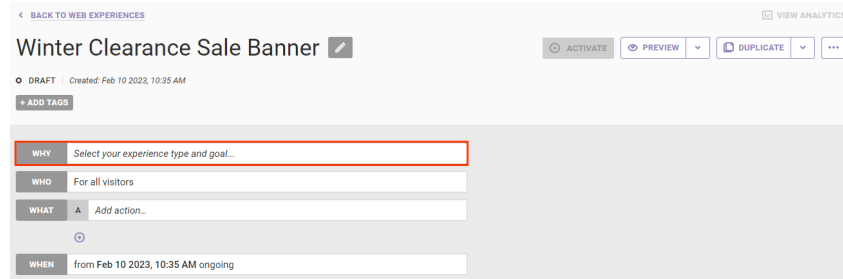 BACK TO WEB EXPERIENCES
VIEW ANALYTICS
Winter Clearance Sale Banner
ACTIVATE
PREVIEW
DUPLICATE
DRAFT Created: Feb 10 2023, 10:35 AM
+ ADD TAGS
WHY Select your experience type and goal...
WHO For all visitors
WHAT A Add action...
WHEN from Feb 10 2023, 10:35 AM ongoing